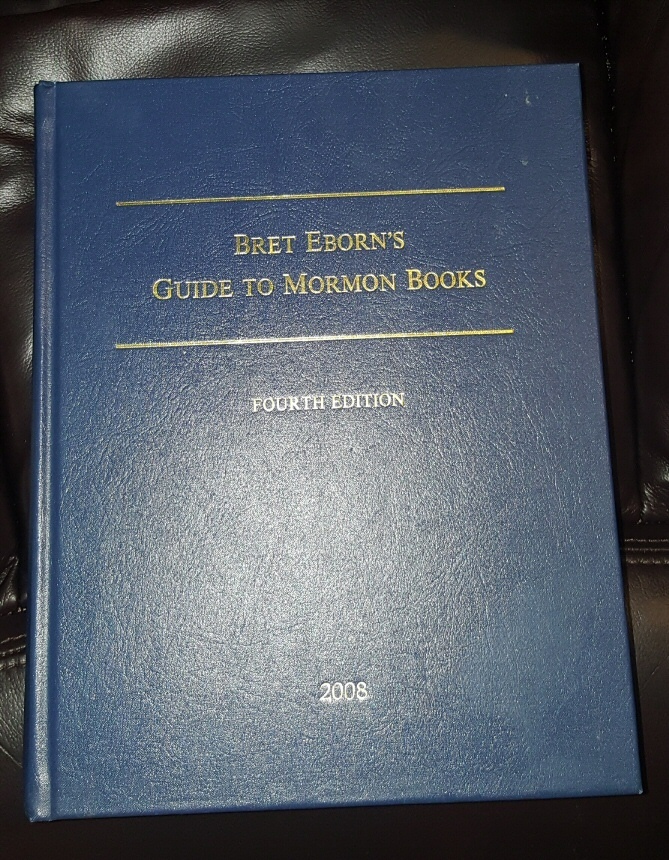 BRET EBORN'S
GUIDE TO MORMON BOOKS
FOURTH EDITION
2008